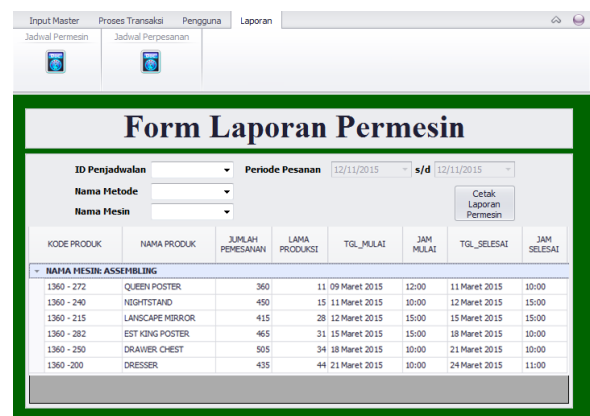 Input Master Proses Transaksi Pengguna Laporan
Jadwal Permesin Jadwal Perpesanan
Form Laporan Permesin
ID Penjadwalan Periode Pesanan 12/11/2015 s/d 12/11/2015
Nama Metode
Nama Mesin
Cetak
Laporan
Permesin
KODE PRODUK NAMA PRODUK JUMLAH PEMESANAN LAMA PRODUKSI TGL_MULAI JAM MULAI TGL_SELESAI JAM SELESAI
NAMA MESIN: ASSEMBLING
1360 - 272 QUEEN POSTER 360 11 09 Maret 2015 12:00 11 Maret 2015 10:00
1360 - 240 NIGHTSTAND 450 15 11 Maret 2015 10:00 12 Maret 2015 15:00
1360 - 215 LANSCAPE MIRROR 415 28 12 Maret 2015 15:00 15 Maret 2015 15:00
1360 - 282 EST KING POSTER 465 31 15 Maret 2015 15:00 18 Maret 2015 10:00
1360 - 250 DRAWER CHEST 505 34 18 Maret 2015 10:00 21 Maret 2015 10:00
1360 -200 DRESSER 435 44 21 Maret 2015 10:00 24 Maret 2015 11:00